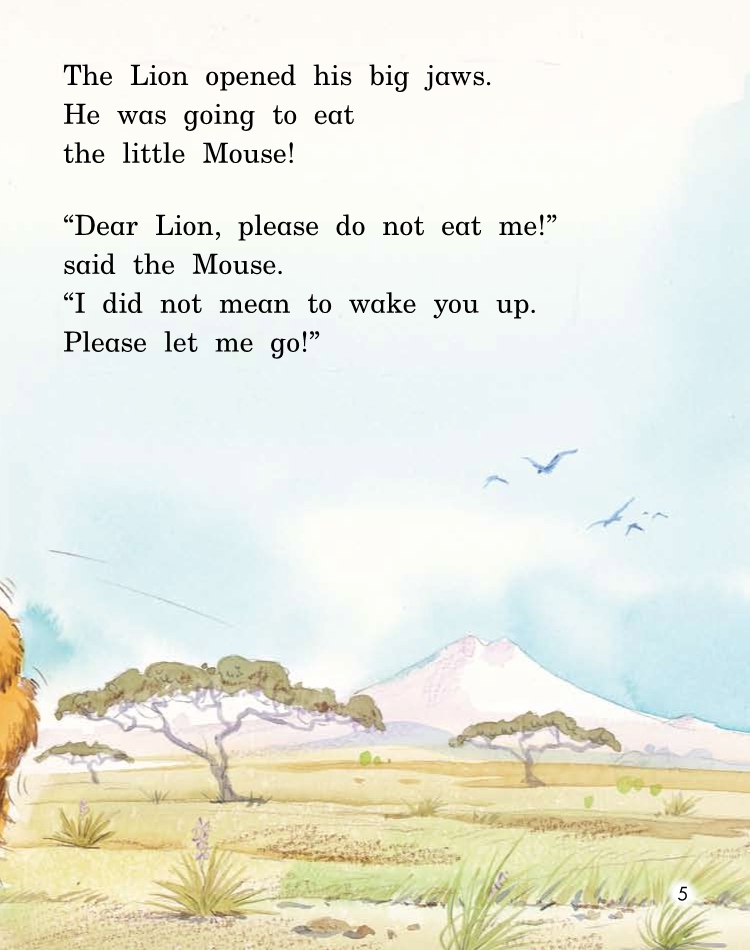 The Lion opened his big jaws.
He was going to eat
the little Mouse!
“Dear Lion, please do not eat me!”
said the Mouse.
“I did not mean to wake you up.
Please let me go!”
5